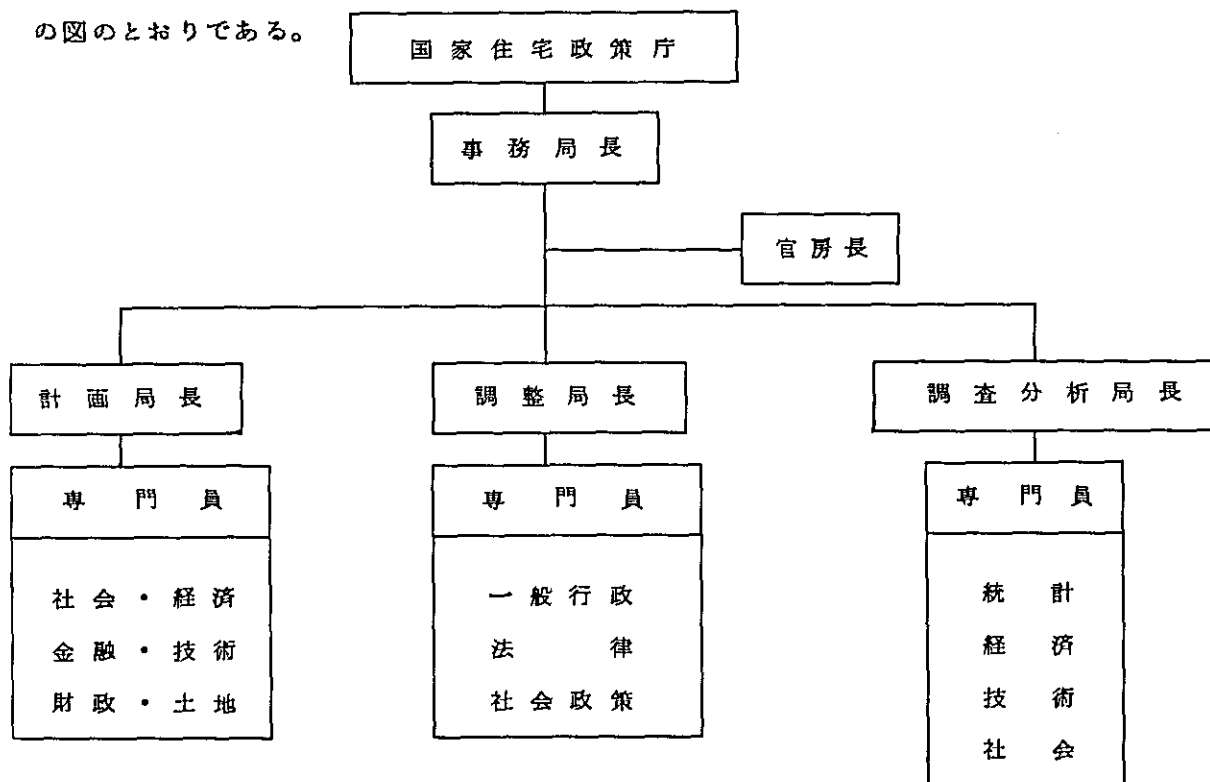 の図のとおりである。
国家住宅政策庁
事務局長
官房長
計画局長
調整局長
調査分析局長
専門員
社会・経済
金融・技術
財政・土地
専門員
一般行政
法律
社会政策
専門員
統計
経済
技術
社会